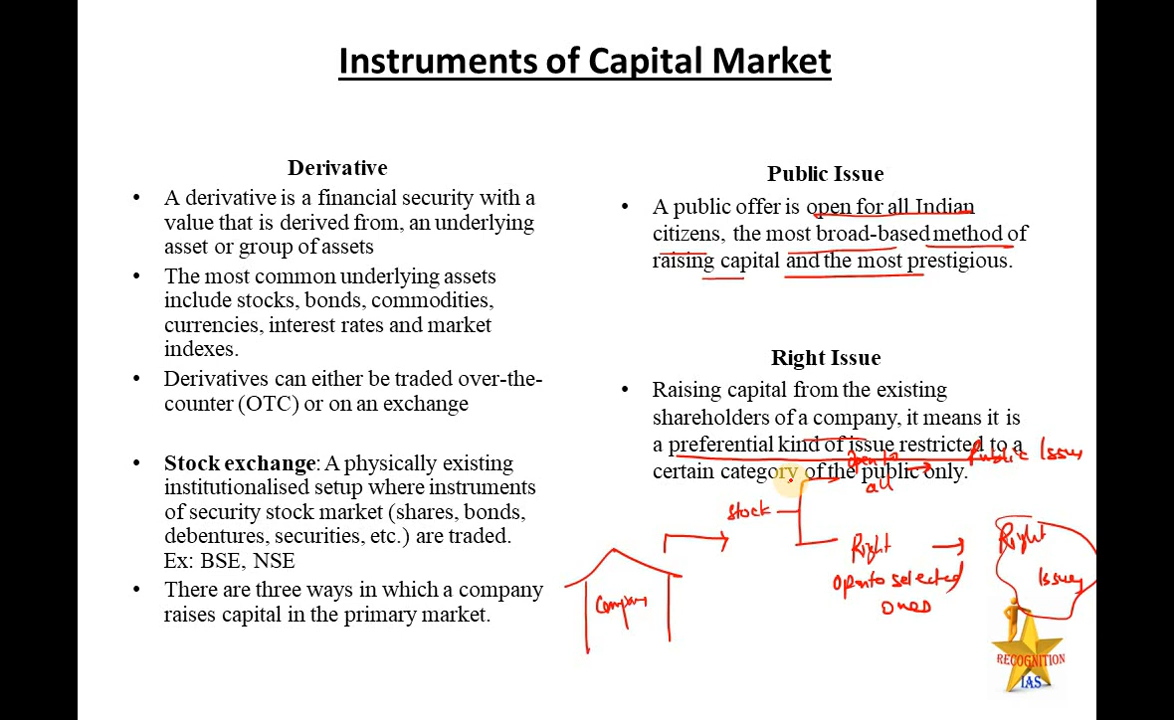 Instruments of Capital Market
Derivative
• A derivative is a financial security with a
value that is derived from, an underlying
asset or group of assets
• The most common underlying assets
include stocks, bonds, commodities,
currencies, interest rates and market
indexes.
• Derivatives can either be traded over-the-
counter (OTC) or on an exchange
• Stock exchange: A physically existing
institutionalised setup where instruments
of security stock market (shares, bonds,
debentures, securities, etc.) are traded.
Ex: BSE, NSE
• There are three ways in which a company
raises capital in the primary market.
Public Issue
• A public offer is open for all Indian
citizens, the most broad-based method of
raising capital and the most prestigious.
Right Issue
• Raising capital from the existing
shareholders of a company, it means it is
a preferential kind of issue restricted to a
certain category of the public only.
open to
all
Public Issue
Stock
Right
open to selected
ones
Right
Issue
Company
RECOGNITION
IAS